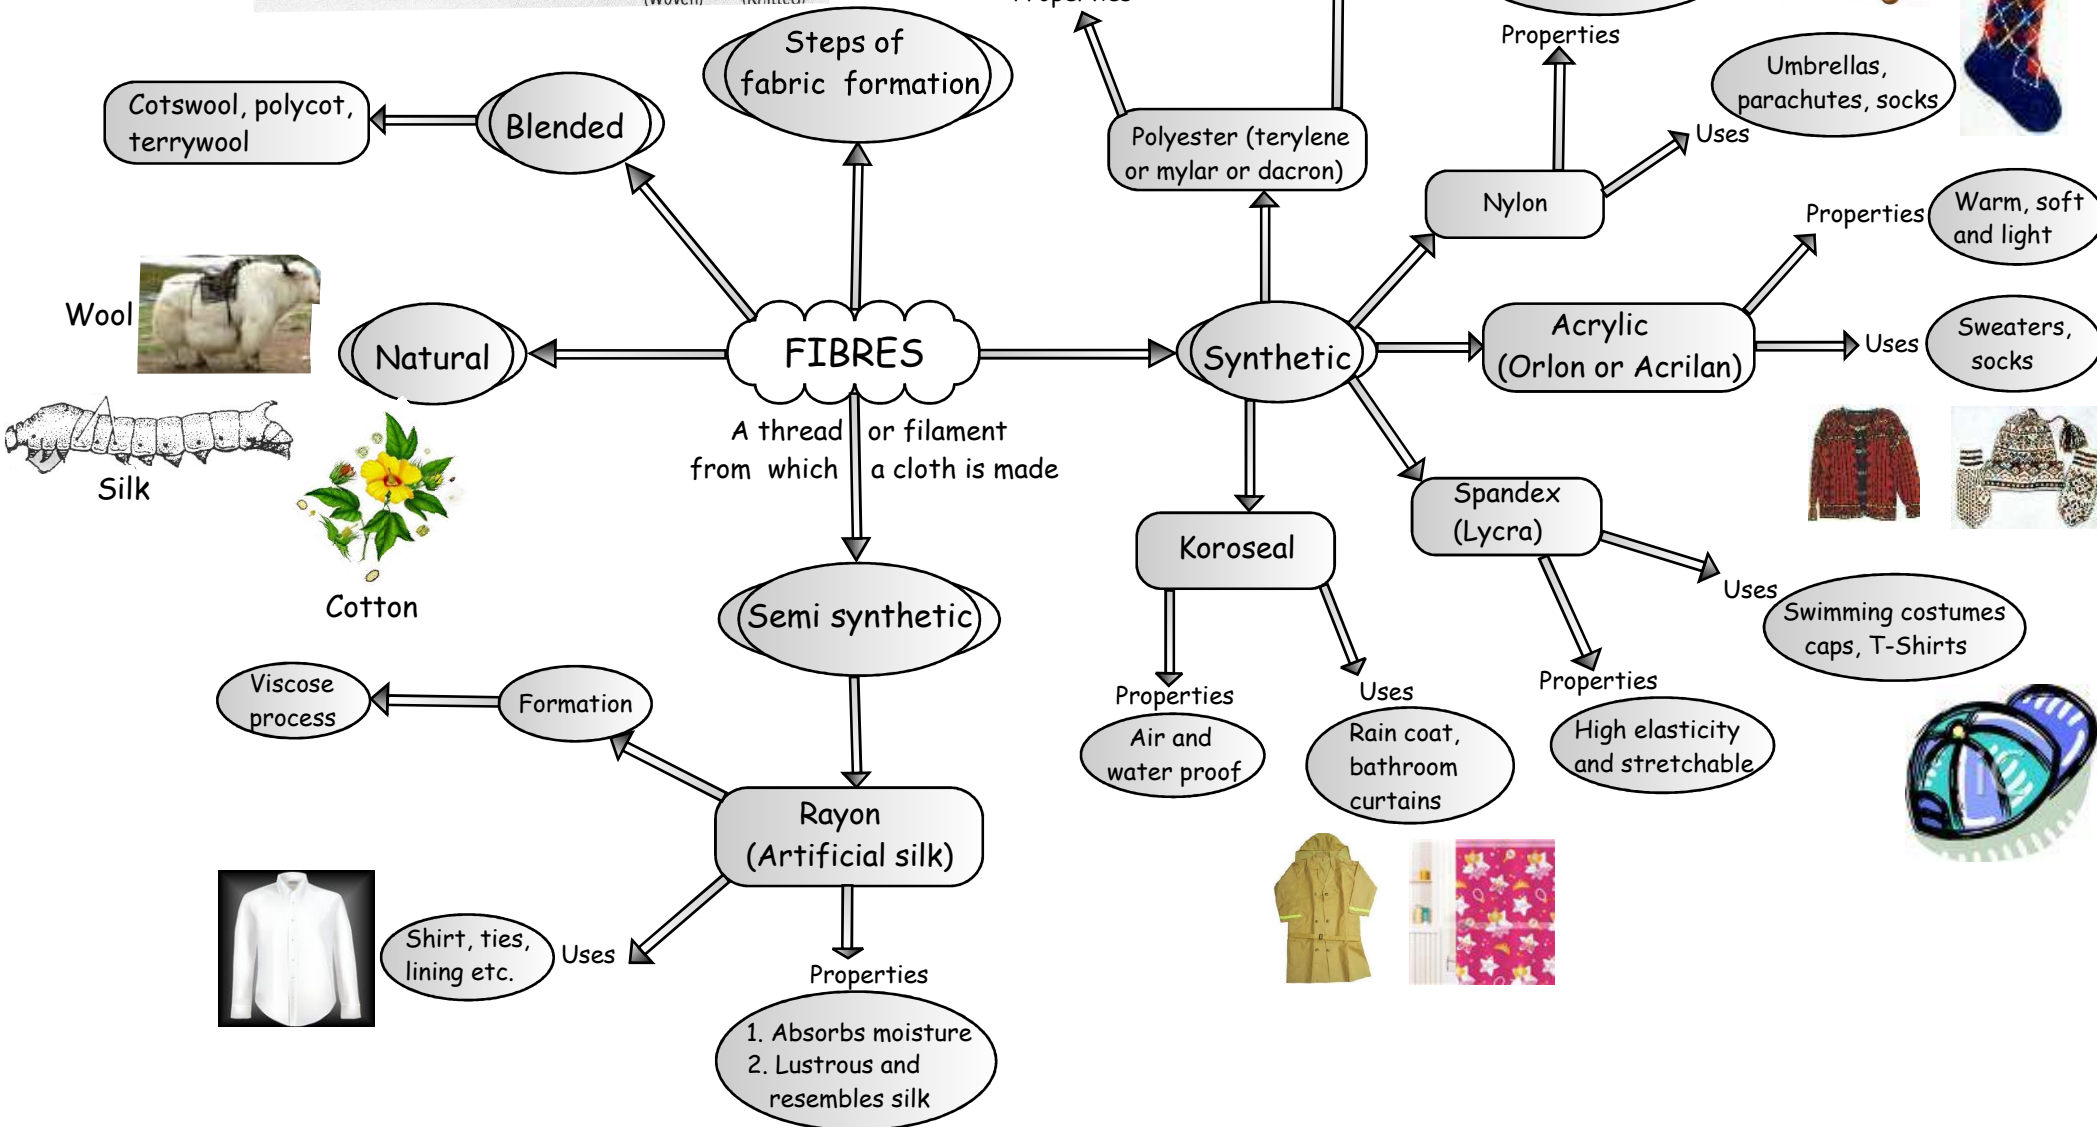 (Woven) (Knitted)
Properties
Steps of
fabric formation
Properties
Umbrellas,
parachutes, socks
Uses
Cotswool, polycot,
terrywool
Blended
Polyester (terylene
or mylar or dacron)
Nylon
Properties
Warm, soft
and light
Wool
Natural
FIBRES
Synthetic
Acrylic
(Orlon or Acrilan)
Uses
Sweaters,
socks
A thread or filament
from which a cloth is made
Silk
Cotton
Koroseal
Spandex
(Lycra)
Uses
Swimming costumes
caps, T-Shirts
Semi synthetic
Viscose
process
Formation
Properties
Air and
water proof
Uses
Rain coat,
bathroom
curtains
Properties
High elasticity
and stretchable
Rayon
(Artificial silk)
Shirt, ties,
lining etc.
Uses
Properties
1. Absorbs moisture
2. Lustrous and
resembles silk